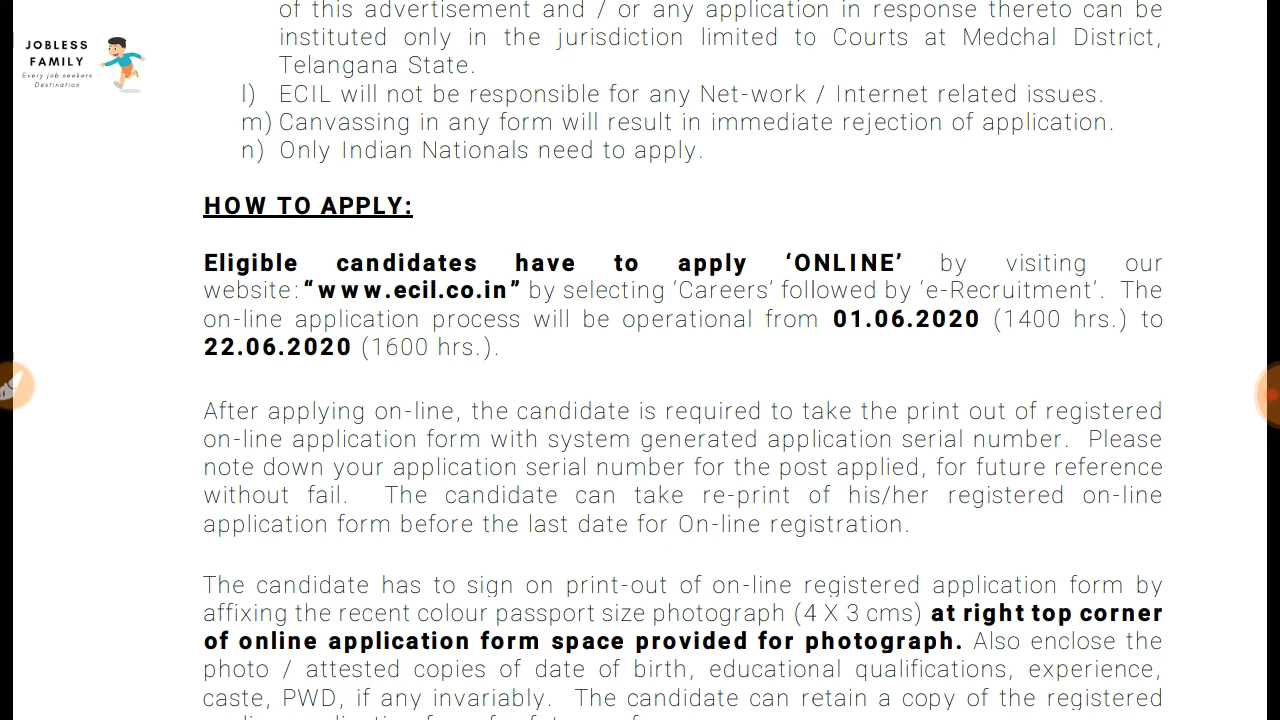 of this advertisement and / or any application in response thereto can be
JOBLESS
FAMILY
Every job seekers
Destination
instituted only in the jurisdiction limited to Courts at Medchal District,
Telangana State.
l) ECIL will not be responsible for any Net-work / Internet related issues.
m) Canvassing in any form will result in immediate rejection of application.
n) Only Indian Nationals need to apply.
HOW TO APPLY:
Eligible candidates have to apply ‘ONLINE’ by visiting our
website:“www.ecil.co.in” by selecting ‘Careers’ followed by ‘e-Recruitment’. The
on-line application process will be operational from 01.06.2020 (1400 hrs.) to
22.06.2020 (1600 hrs.).
After applying on-line, the candidate is required to take the print out of registered
on-line application form with system generated application serial number. Please
note down your application serial number for the post applied, for future reference
without fail. The candidate can take re-print of his/her registered on-line
application form before the last date for On-line registration.
The candidate has to sign on print-out of on-line registered application form by
affixing the recent colour passport size photograph (4 X 3 cms) at right top corner
of online application form space provided for photograph. Also enclose the
photo / attested copies of date of birth, educational qualifications, experience,
caste, PWD, if any invariably. The candidate can retain a copy of the registered